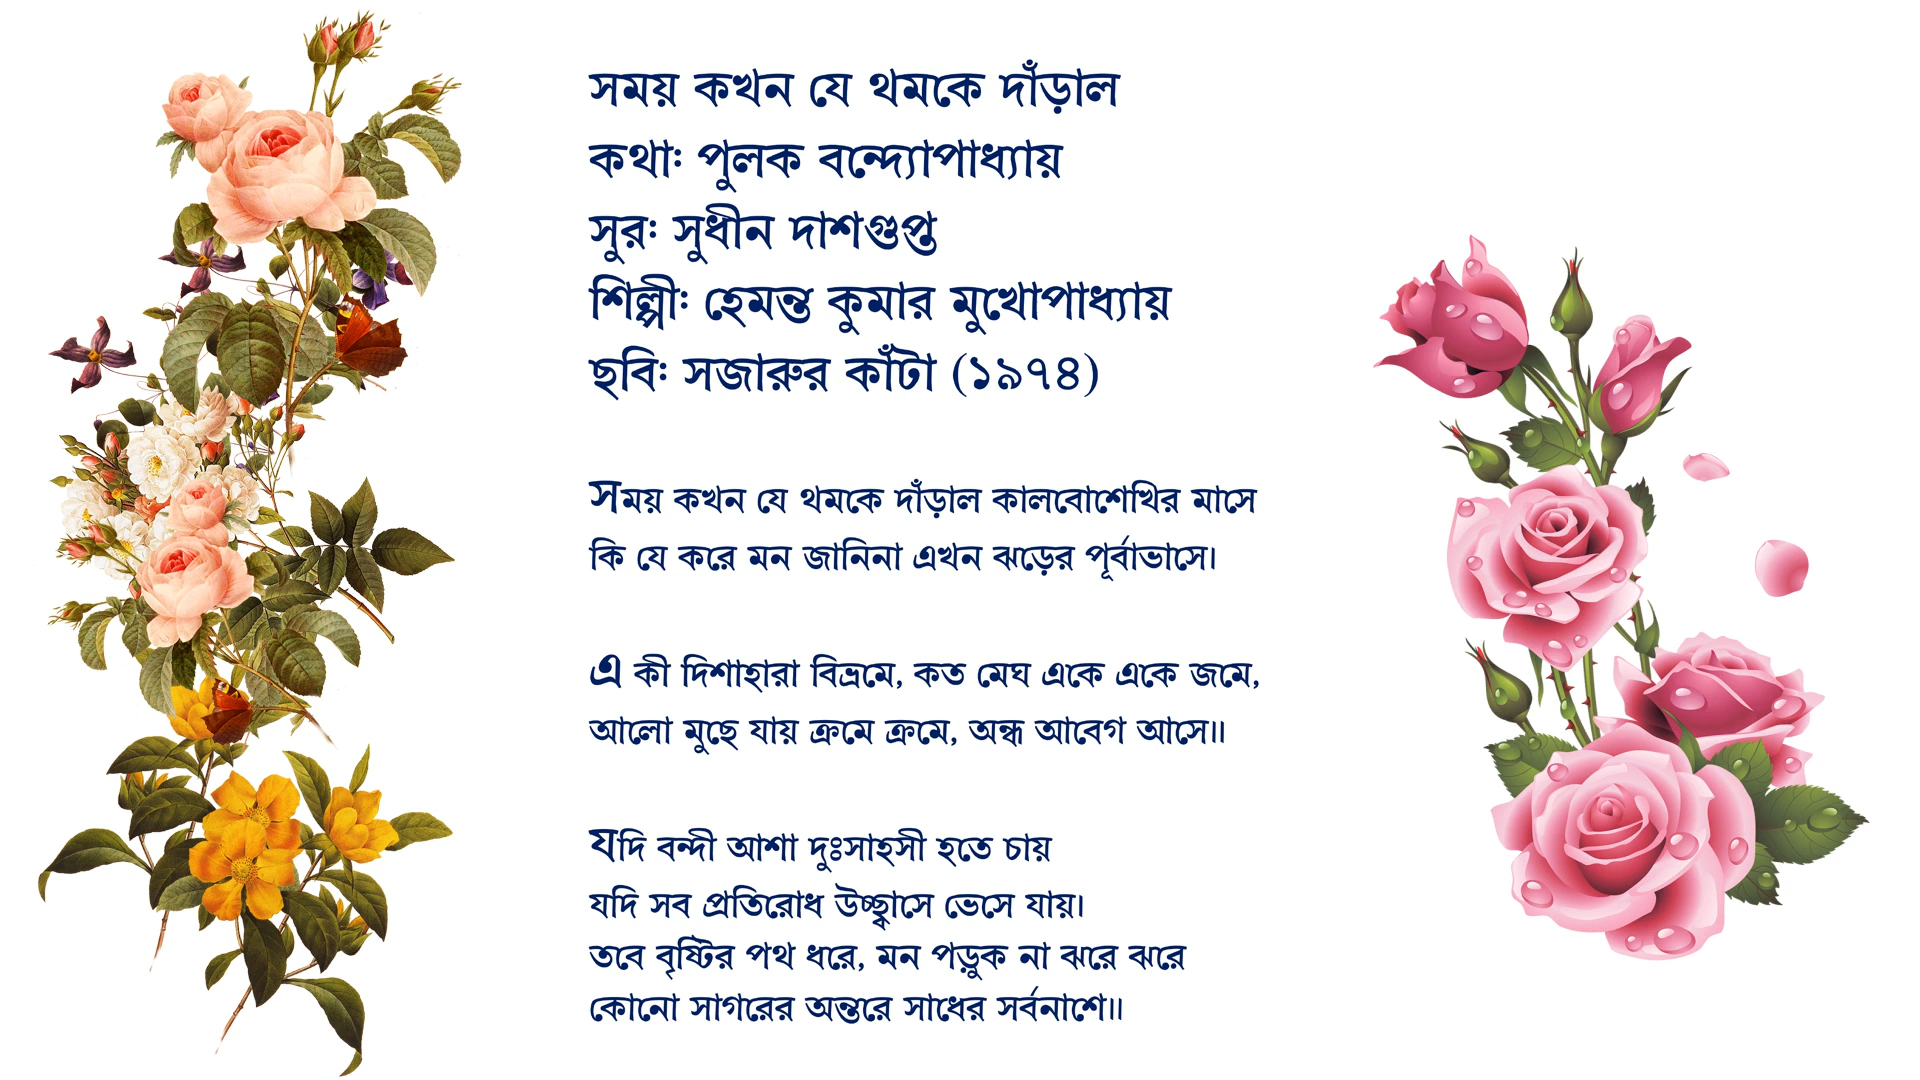 সময় কখন যে থমকে দাঁড়াল
কথাঃ পুলক বন্দ্যোপাধ্যায়
সুরঃ সুধীন দাশগুপ্ত
শিল্পীঃ হেমন্ত কুমার মুখোপাধ্যায়
ছবিঃ সজারুর কাঁটা (১৯৭৪)
সময় কখন যে থমকে দাঁড়াল কালবোশেখির মাসে
কি যে করে মন জানিনা এখন ঝড়ের পূর্বাভাসে।
এ কী দিশাহারা বিভ্রমে, কত মেঘ একে একে জমে,
আলো মুছে যায় ক্রমে ক্রমে, অন্ধ আবেগ আসে॥
যদি বন্দী আশা দুঃসাহসী হতে চায়
যদি সব প্রতিরোধ উচ্ছ্বাসে ভেসে যায়।
তবে বৃষ্টির পথ ধরে, মন পড়ুক না ঝরে ঝরে
কোনো সাগরের অন্তরে সাধের সর্বনাশে॥